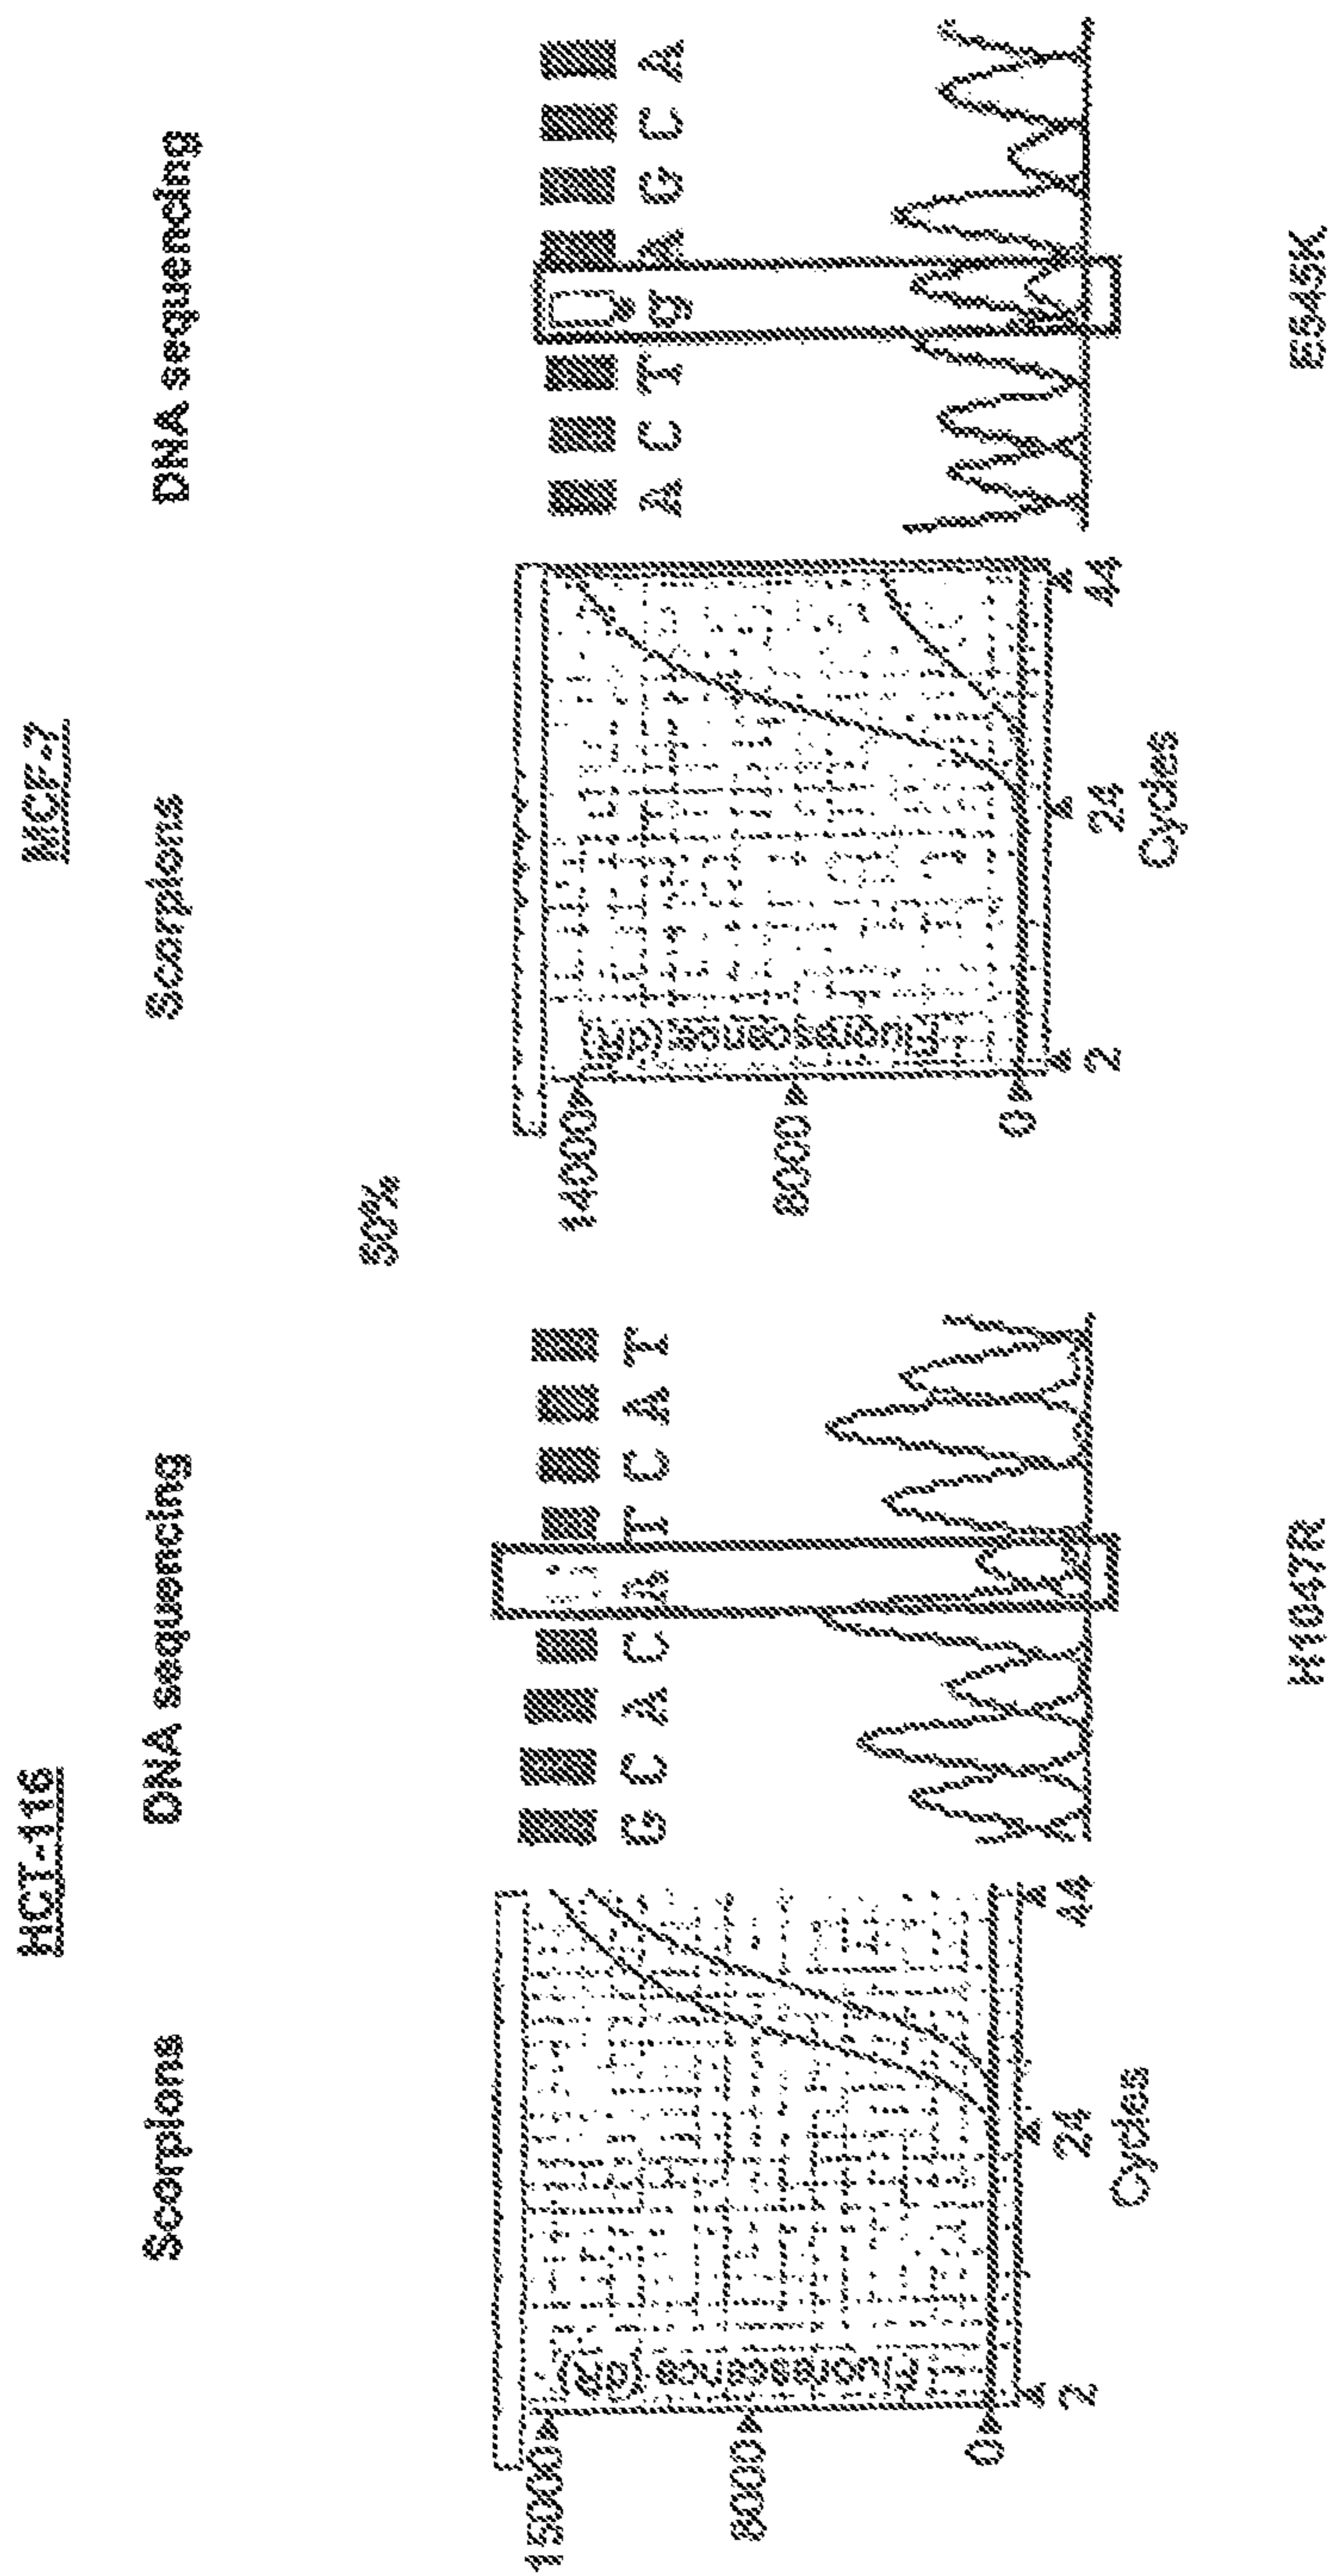 HCT-116
MCF-7
Scorpions
DNA sequencing
Scorpions
DNA sequencing
50%
15000
8000
0
Fluorescence (dR)
2
24
44
Cycles
G C A C A T C A T
14000
8000
0
Fluorescence (dR)
2
24
44
Cycles
A C T g A G C A
H1047R
E545K